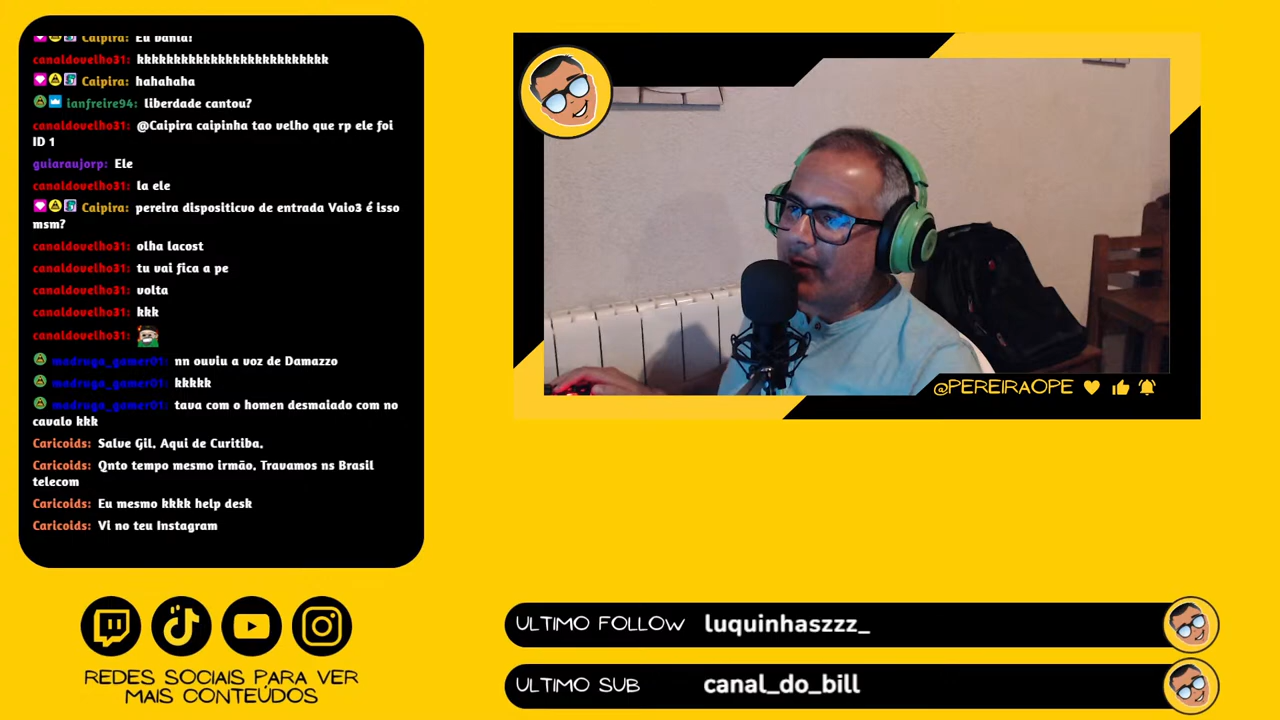 Caipira: Eu bania!
canaldovelho31: kkkkkkkkkkkkkkkkkkkkkkkkkk
Caipira: hahahaha
ianfreire94: liberdade cantou?
canaldovelho31: @Caipira caipinha tao velho que rp ele foi
ID 1
guiaraujorp: Ele
canaldovelho31: la ele
Caipira: pereira dispositicvo de entrada Vaio3 é isso
msm?
canaldovelho31: olha lacost
canaldovelho31: tu vai fica a pe
canaldovelho31: volta
canaldovelho31: kkk
canaldovelho31:
madruga_gamer01: nn ouviu a voz de Damazzo
madruga_gamer01: kkkkk
madruga_gamer01: tava com o homen desmaiado com no
cavalo kkk
Caricoids: Salve Gil. Aqui de Curitiba.
Caricoids: Qnto tempo mesmo irmão. Travamos ns Brasil
telecom
Caricoids: Eu mesmo kkkk help desk
Caricoids: Vi no teu Instagram
REDES SOCIAIS PARA VER
MAIS CONTEÚDOS
@PEREIRAOPE
ULTIMO FOLLOW luquinhaszzz_
ULTIMO SUB canal_do_bill